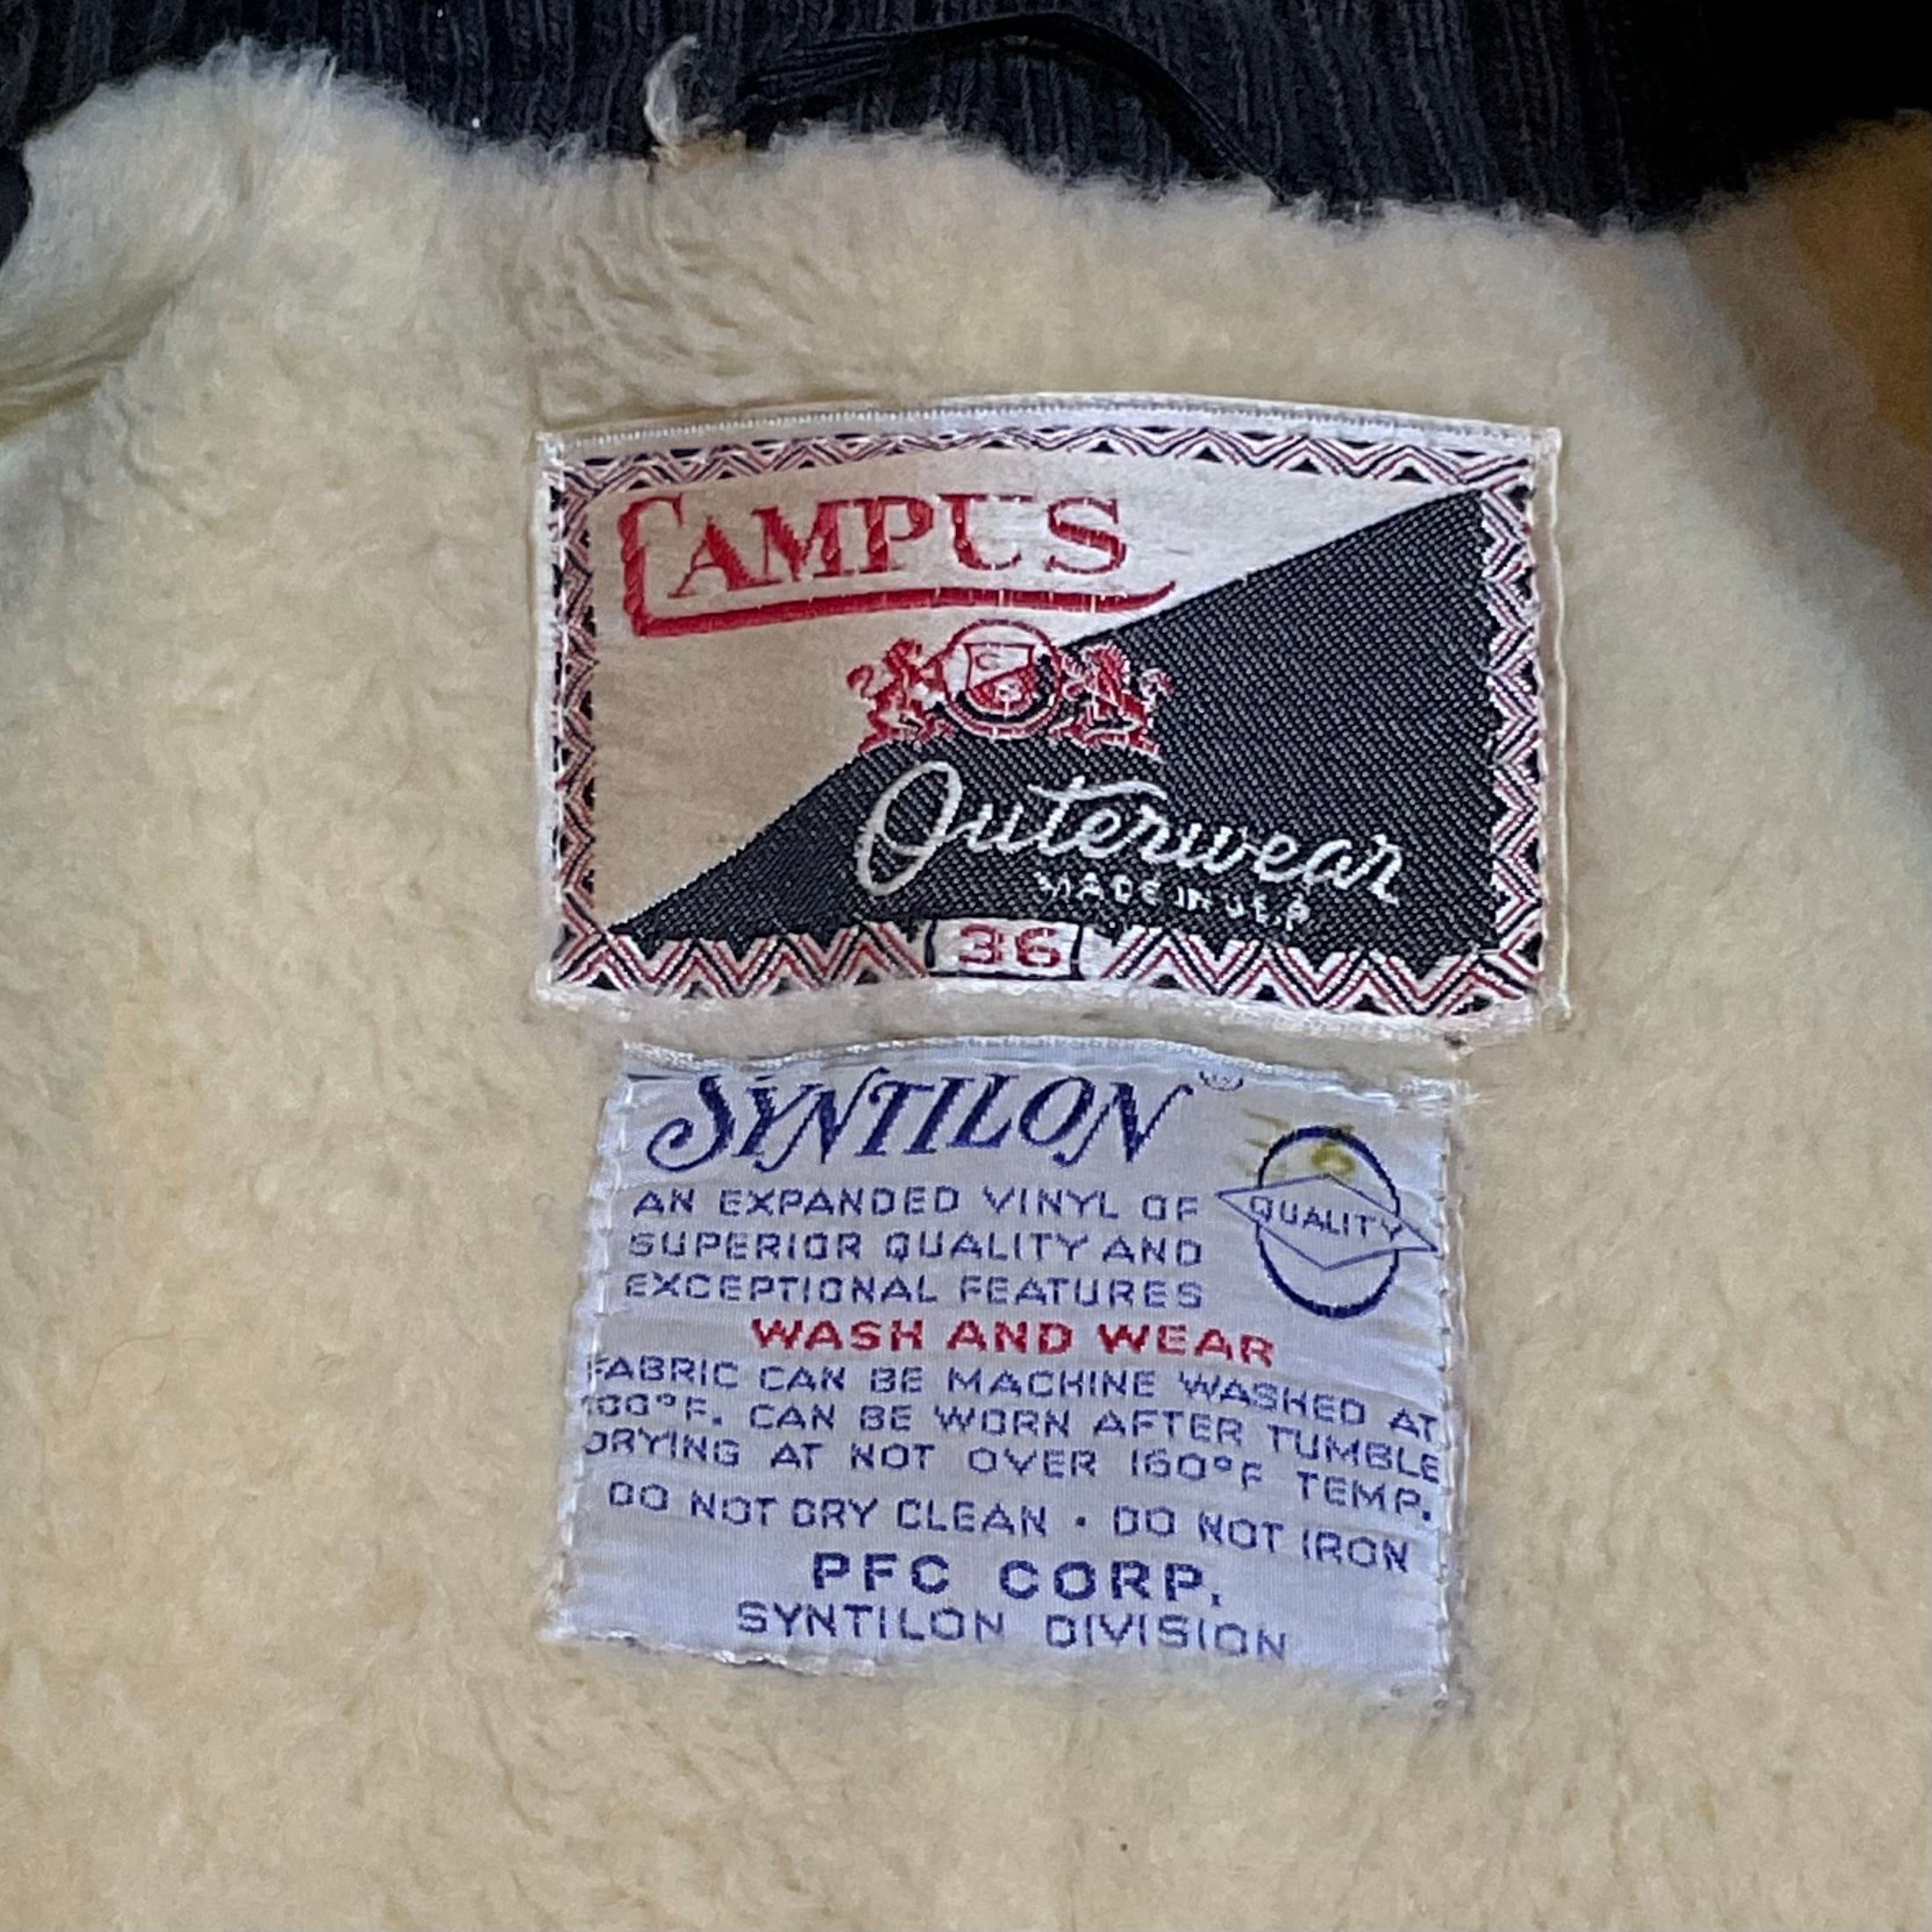 CAMPUS
C
Outerwear
MADE IN U.S.A.
36
SYNTILON®
36
QUALITY
AN EXPANDED VINYL OF
SUPERIOR QUALITY AND
EXCEPTIONAL FEATURES
WASH AND WEAR
FABRIC CAN BE MACHINE WASHED AT
100°F. CAN BE WORN AFTER TUMBLE
DRYING AT NOT OVER 160°F TEMP.
DO NOT DRY CLEAN · DO NOT IRON
PFC CORP.
SYNTILON DIVISION